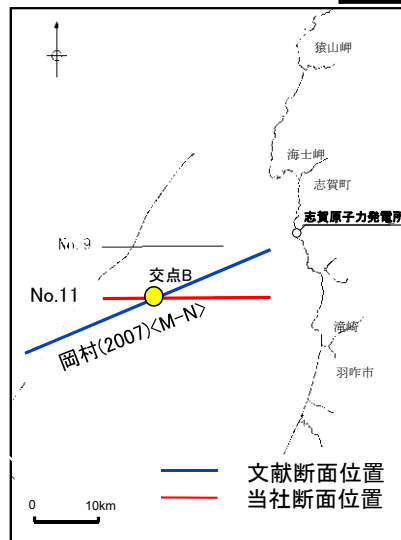 猿山岬
海士岬
志賀町
志賀原子力発電所
No. 9
交点B
No.11
岡村(2007)<M-N>
滝崎
羽咋市
文献断面位置
当社断面位置
0 10km